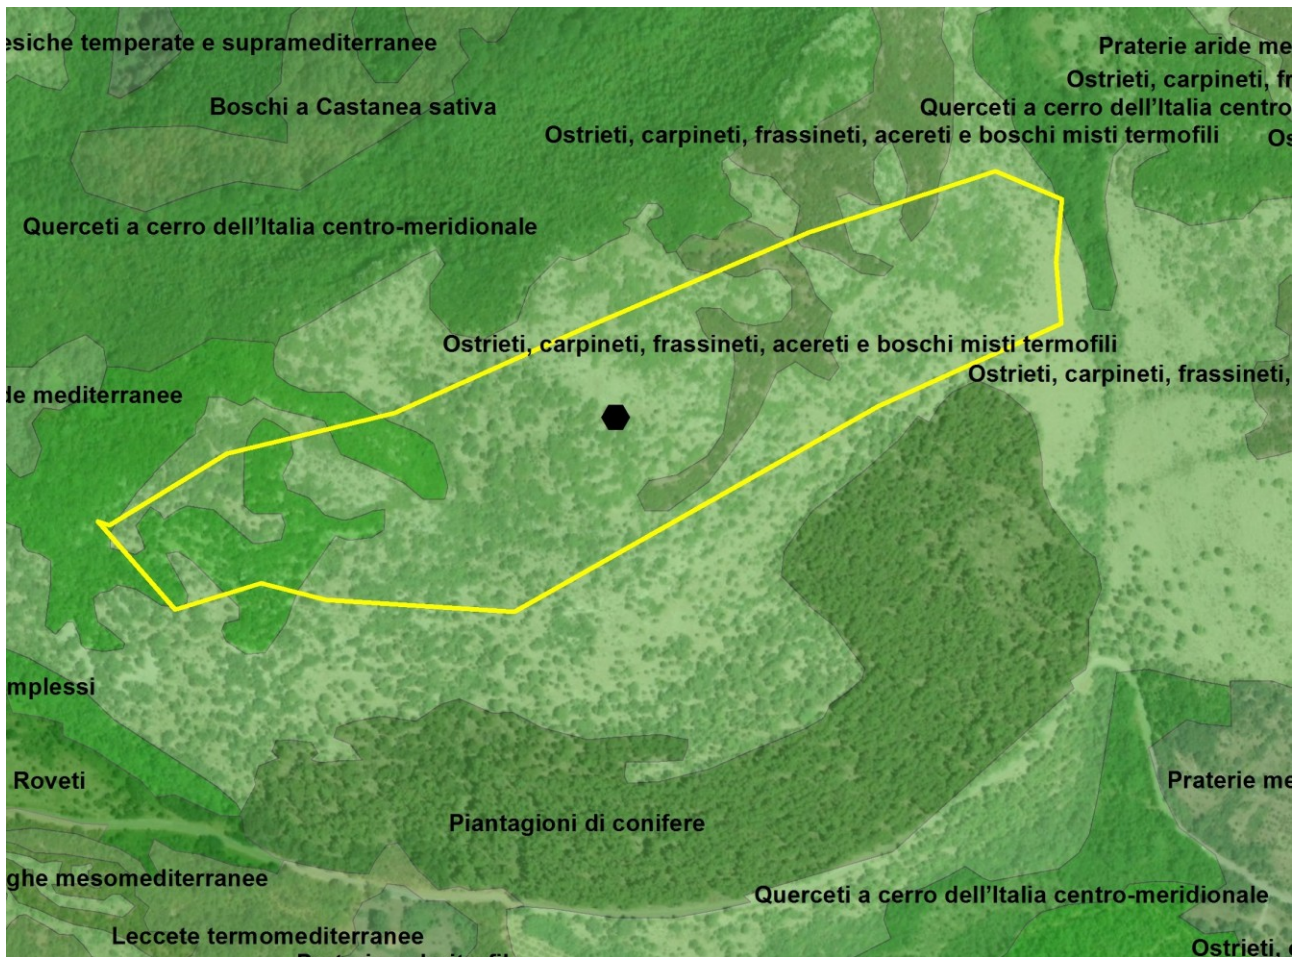 esiche temperate e supramediterranee
Praterie aride me
Ostrieti, carpineti, fr
Boschi a Castanea sativa
Querceti a cerro dell'Italia centro
Ostrieti, carpineti, frassineti, acereti e boschi misti termofili
Os
Querceti a cerro dell'Italia centro-meridionale
Ostrieti, carpineti, frassineti, acereti e boschi misti termofili
Ostrieti, carpineti, frassineti,
de mediterranee
mplessi
Roveti
Praterie me
Piantagioni di conifere
ghe mesomediterranee
Querceti a cerro dell'Italia centro-meridionale
Leccete termomediterranee
Ostrieti,